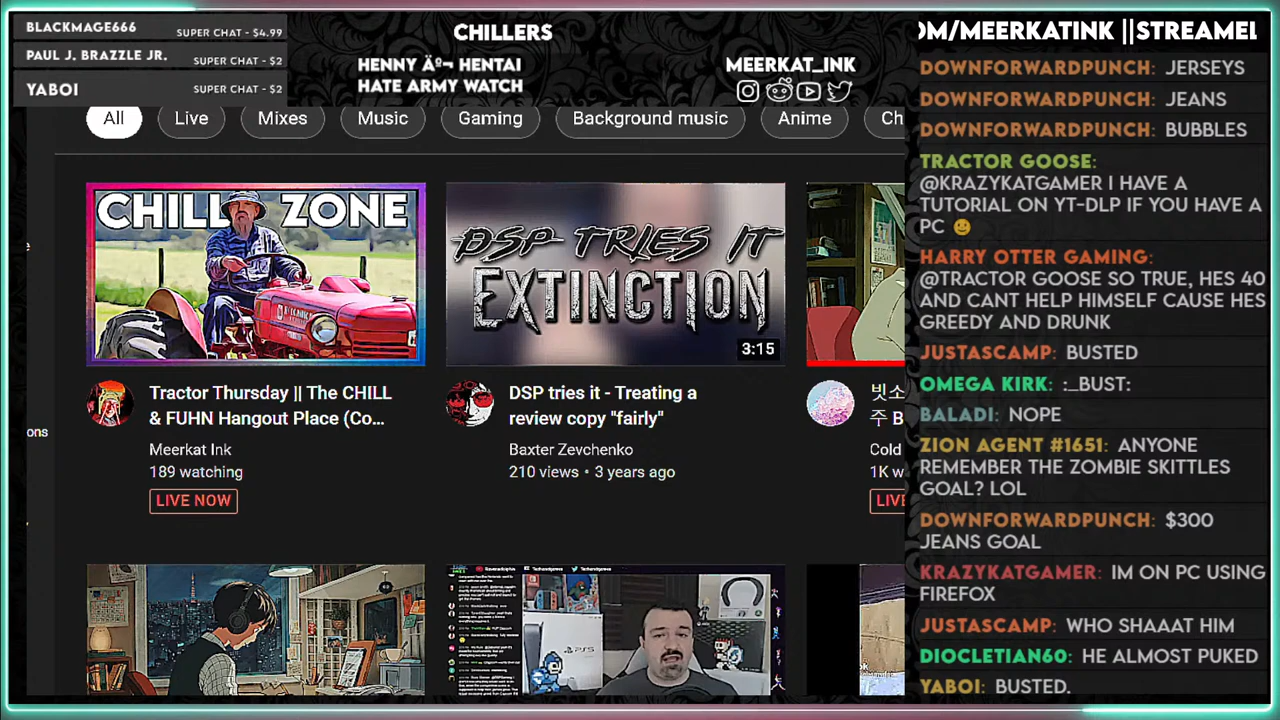 BLACKMAGE666 SUPER CHAT - $4.99
PAUL J. BRAZZLE JR. SUPER CHAT - $2
YABOI SUPER CHAT - $2
CHILLERS
HENNY Äº¬ HENTAI
HATE ARMY WATCH
MEERKAT_INK
OM/MEERKATINK ||STREAMEL
All Live Mixes Music Gaming Background music Anime Ch
CHILL ZONE
Tractor Thursday || The CHILL
& FUHN Hangout Place (Co...
Meerkat Ink
189 watching
LIVE NOW
DSP TRIES IT
EXTINCTION
3:15
DSP tries it - Treating a
review copy "fairly"
Baxter Zevchenko
210 views • 3 years ago
빗소
주 B
Cold
1K w
LIVE
ons
DOWNFORWARDPUNCH: JERSEYS
DOWNFORWARDPUNCH: JEANS
DOWNFORWARDPUNCH: BUBBLES
TRACTOR GOOSE:
@KRAZYKATGAMER I HAVE A
TUTORIAL ON YT-DLP IF YOU HAVE A
PC
HARRY OTTER GAMING:
@TRACTOR GOOSE SO TRUE, HES 40
AND CANT HELP HIMSELF CAUSE HES
GREEDY AND DRUNK
JUSTASCAMP: BUSTED
OMEGA KIRK: :_BUST:
BALADI: NOPE
ZION AGENT #1651: ANYONE
REMEMBER THE ZOMBIE SKITTLES
GOAL? LOL
DOWNFORWARDPUNCH: $300
JEANS GOAL
KRAZYKATGAMER: IM ON PC USING
FIREFOX
JUSTASCAMP: WHO SHAAAT HIM
DIOCLETIAN60: HE ALMOST PUKED
YABOI: BUSTED.